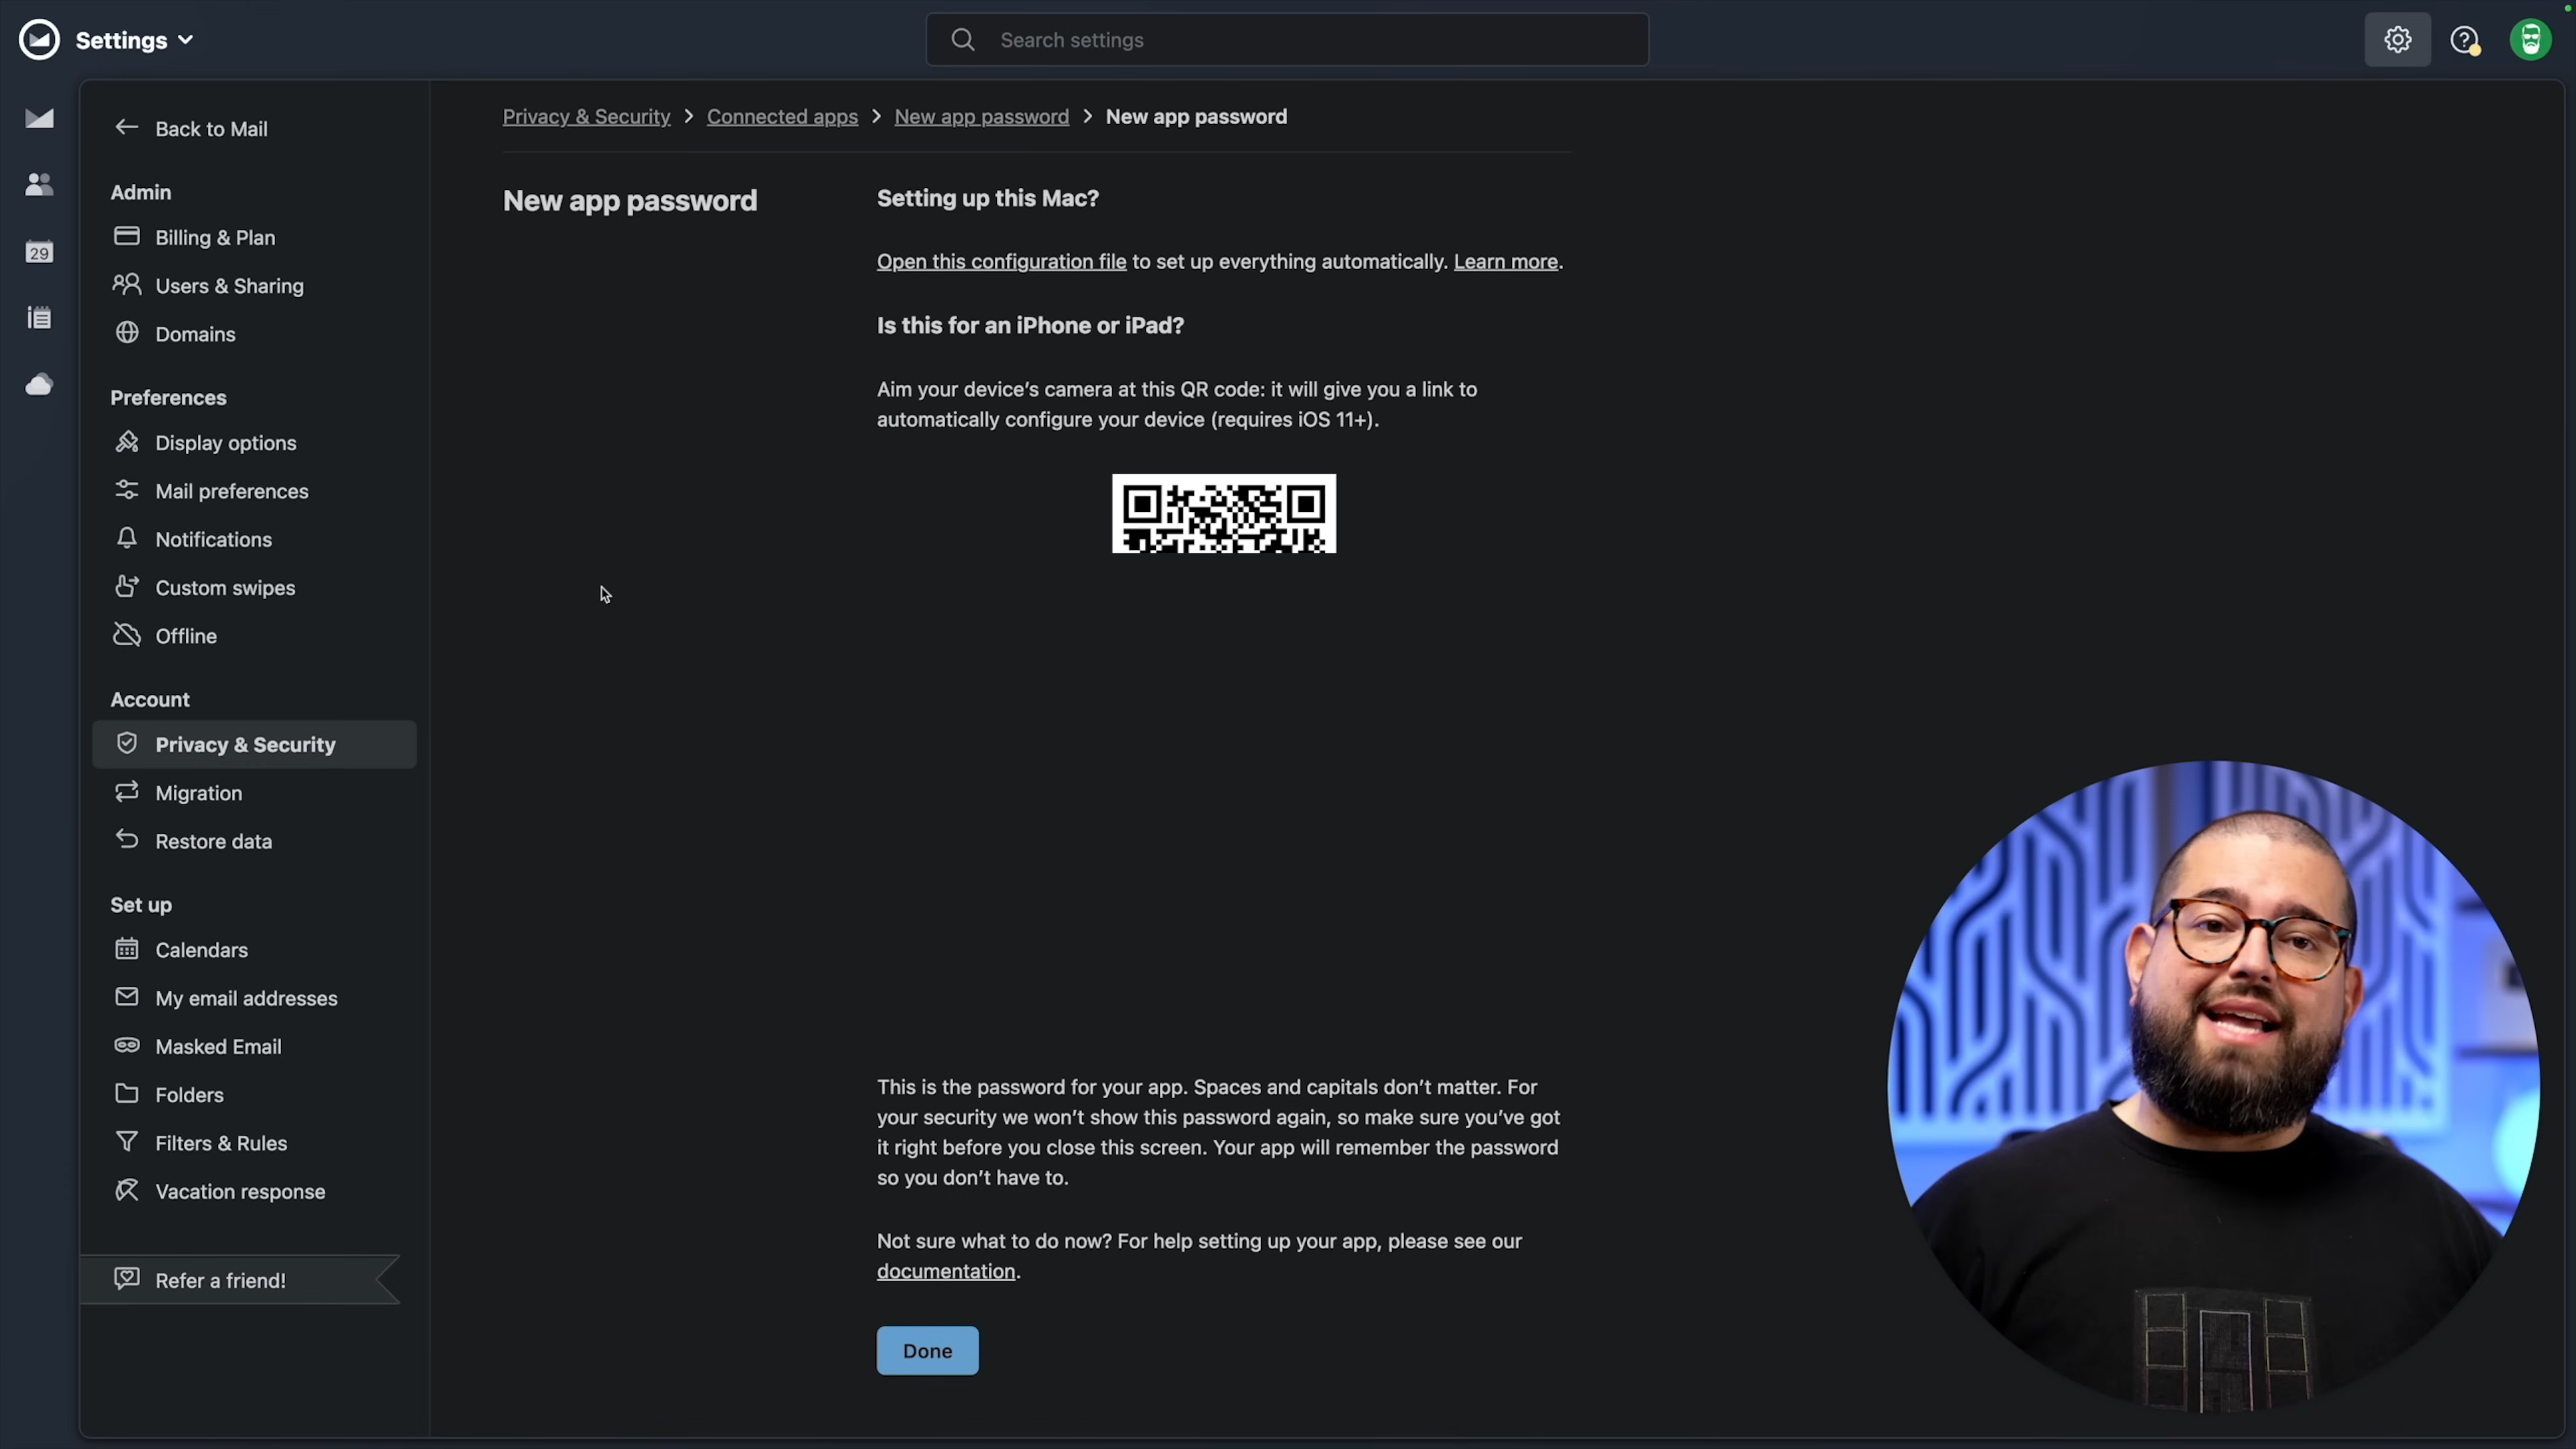 Settings
Search settings
29
Back to Mail
Admin
Billing & Plan
Users & Sharing
Domains
Preferences
Display options
Mail preferences
Notifications
Custom swipes
Offline
Account
Privacy & Security
Migration
Restore data
Set up
Calendars
My email addresses
Masked Email
Folders
Filters & Rules
Vacation response
Refer a friend!
Privacy & Security > Connected apps > New app password > New app password
New app password
Setting up this Mac?
Open this configuration file to set up everything automatically. Learn more.
Is this for an iPhone or iPad?
Aim your device’s camera at this QR code: it will give you a link to
automatically configure your device (requires iOS 11+).
This is the password for your app. Spaces and capitals don’t matter. For
your security we won’t show this password again, so make sure you’ve got
it right before you close this screen. Your app will remember the password
so you don’t have to.
Not sure what to do now? For help setting up your app, please see our
documentation.
Done